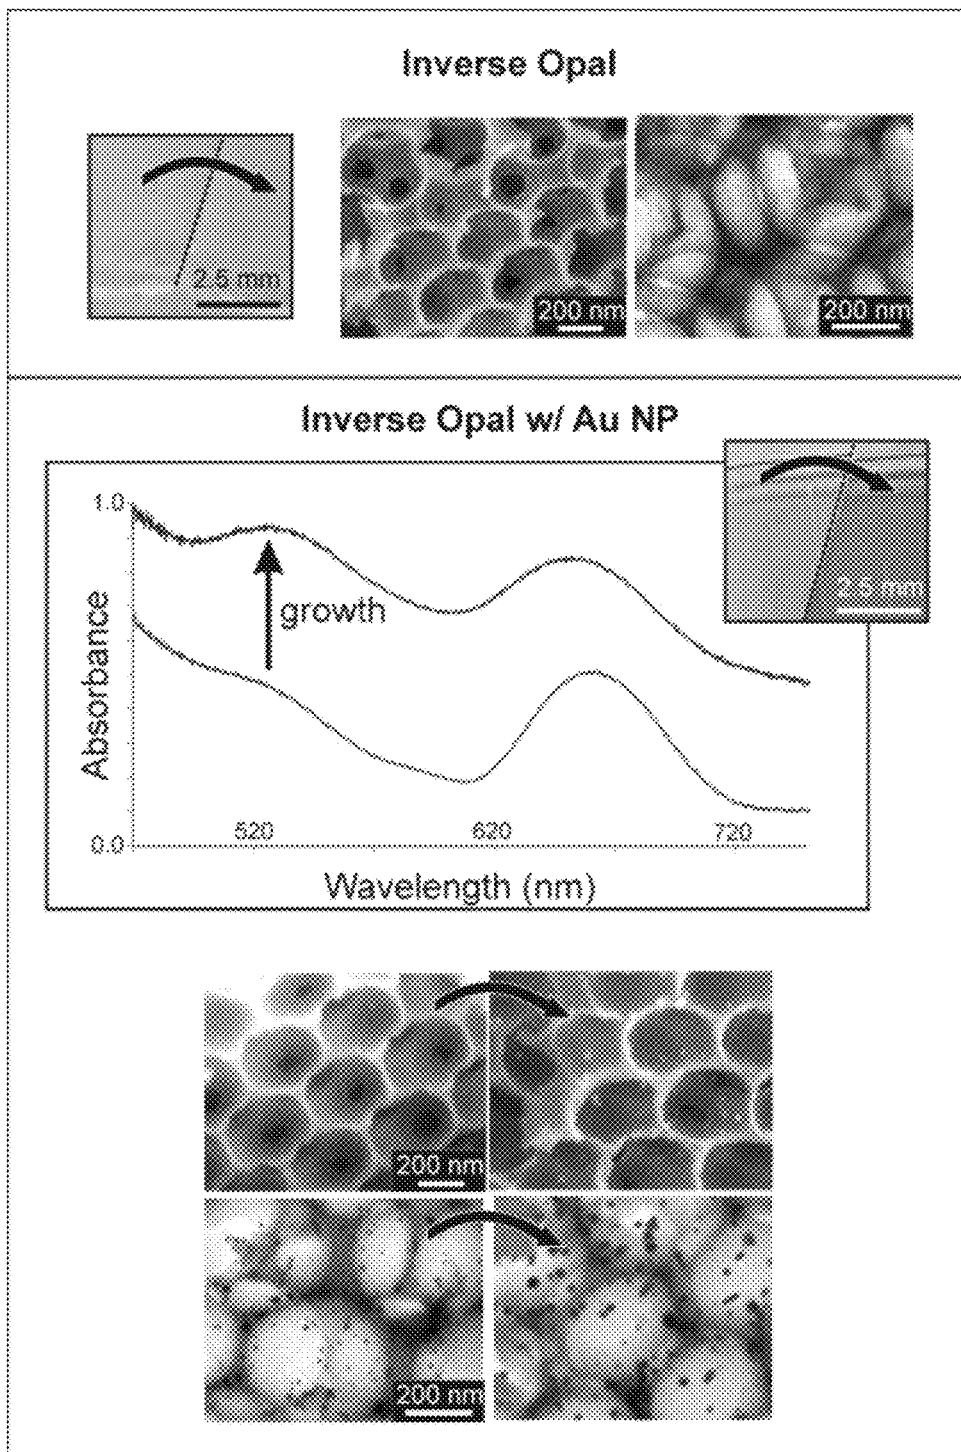 Inverse Opal
2.5 mm
200 nm
200 nm
Inverse Opal w/ Au NP
2.5 mm
1.0
growth
Absorbance
520
620
720
0.0
Wavelength (nm)
200 nm
200 nm